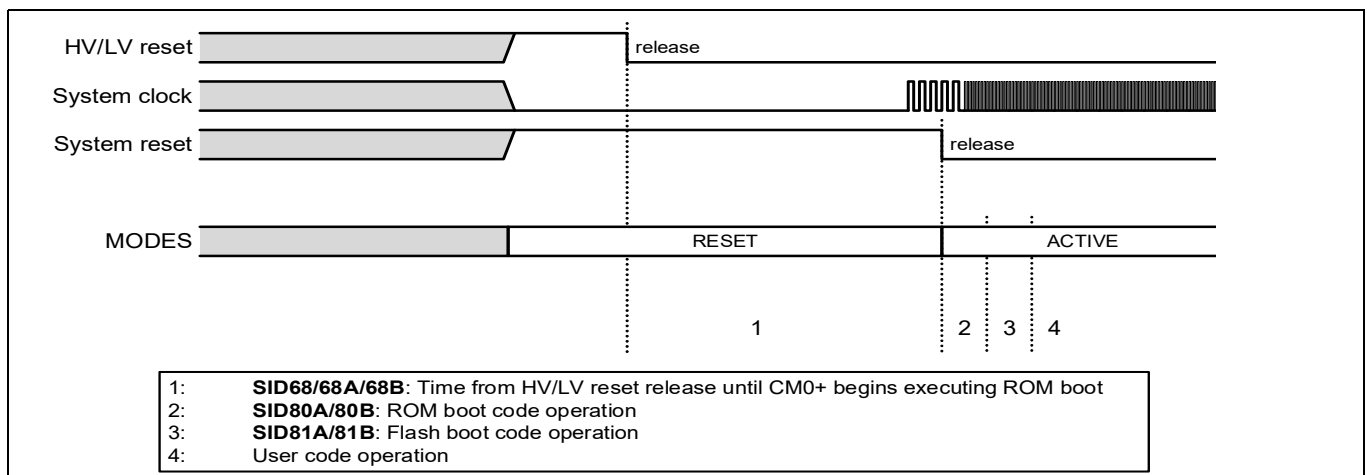 HV/LV reset
release
System clock
System reset
release
MODES
RESET
ACTIVE
1
2
3
4
1: SID68/68A/68B: Time from HV/LV reset release until CM0+ begins executing ROM boot
2: SID80A/80B: ROM boot code operation
3: SID81A/81B: Flash boot code operation
4: User code operation